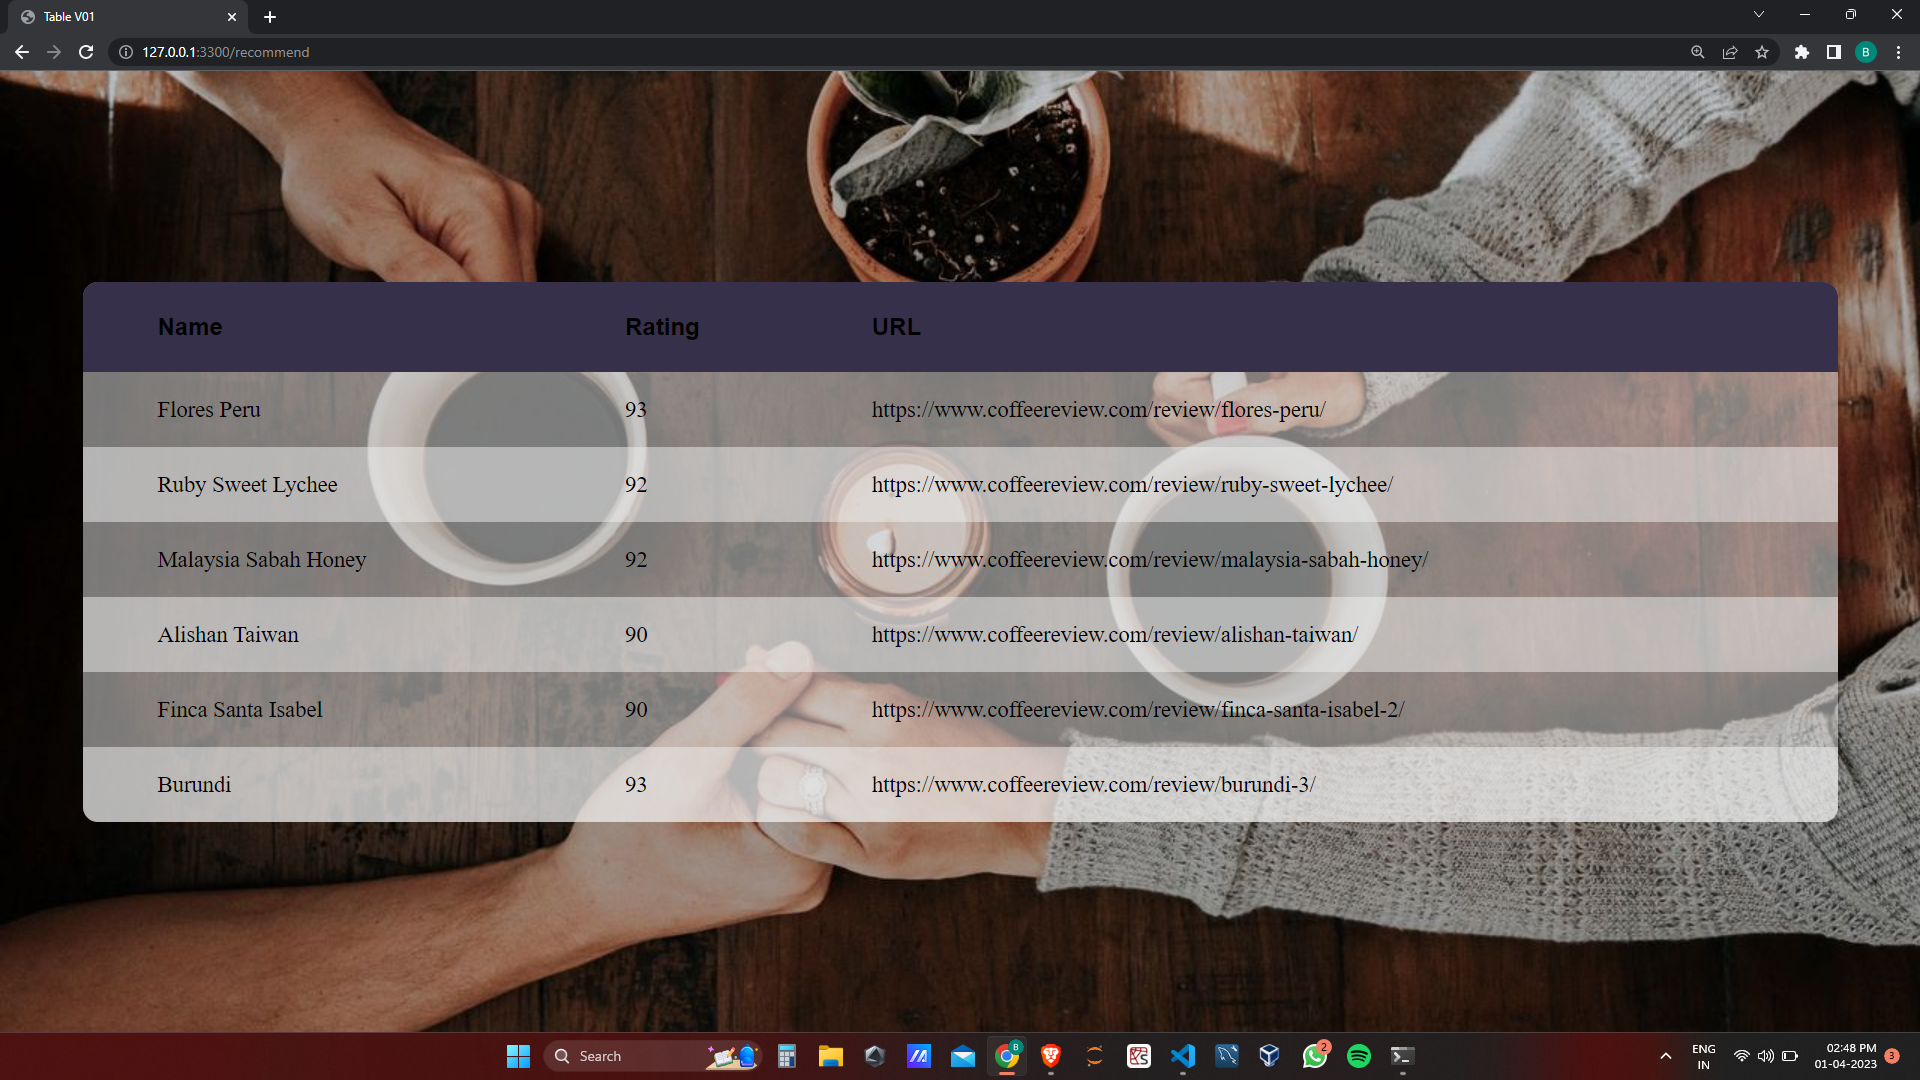 Table V01
127.0.0.1:3300/recommend
B
Name Rating URL
Flores Peru 93 https://www.coffeereview.com/review/flores-peru/
Ruby Sweet Lychee 92 https://www.coffeereview.com/review/ruby-sweet-lychee/
Malaysia Sabah Honey 92 https://www.coffeereview.com/review/malaysia-sabah-honey/
Alishan Taiwan 90 https://www.coffeereview.com/review/alishan-taiwan/
Finca Santa Isabel 90 https://www.coffeereview.com/review/finca-santa-isabel-2/
Burundi 93 https://www.coffeereview.com/review/burundi-3/
Search
B
2
ENG
IN
02:48 PM
01-04-2023
3